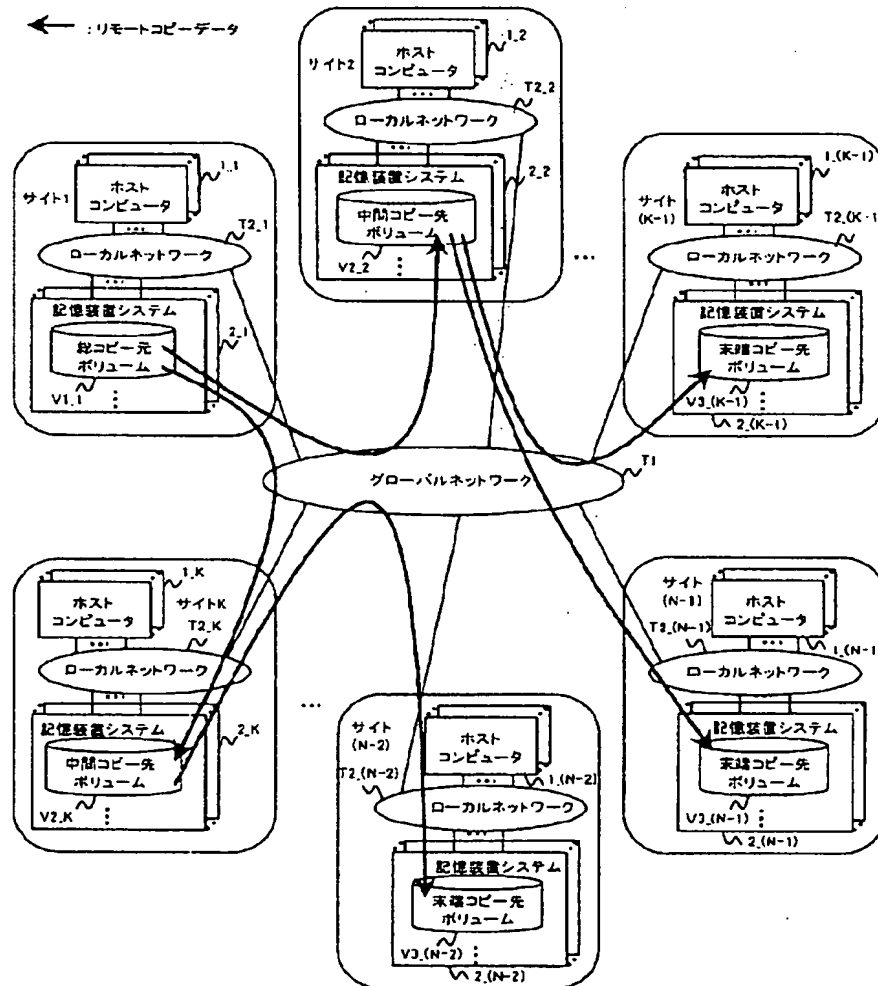 ：リモートコピーデータ
サイト2
ホスト
コンピュータ
1_2
T2_2
ローカルネットワーク
記憶装置システム
2_2
中間コピー先
ボリューム
V2_2
サイト1
ホスト
コンピュータ
1_1
T2_1
ローカルネットワーク
記憶装置システム
2_1
総コピー元
ボリューム
V1_1
サイト
(K-1)
ホスト
コンピュータ
1_(K-1)
T2_(K-1
ローカルネットワーク
記憶装置システム
末端コピー先
ボリューム
V3_(K-1)
2_(K-1)
グローバルネットワーク
T1
1_K
ホスト
コンピュータ
サイトK
T2_K
ローカルネットワーク
記憶装置システム
2_K
中間コピー先
ボリューム
V2_K
サイト
(N-2)
ホスト
コンピュータ
1_(N-2)
T2_(N-2)
ローカルネットワーク
記憶装置システム
末端コピー先
ボリューム
V3_(N-2)
2_(N-2)
サイト
(N-1)
ホスト
コンピュータ
1_(N-1
T2_(N-1)
ローカルネットワーク
記憶装置システム
末端コピー先
ボリューム
V3_(N-1)
2_(N-1)